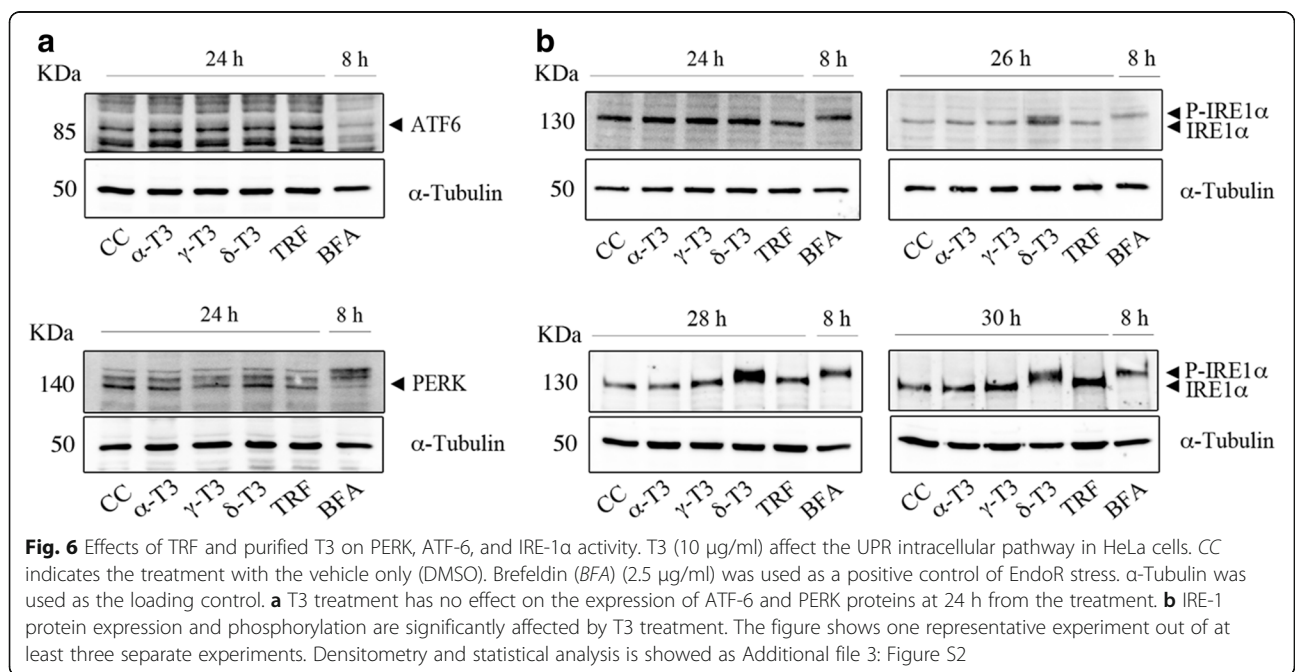 a
24 h 8 h
KDa
85
ATF6
50
α-Tubulin
CC α-T3 γ-T3 δ-T3 TRF BFA
24 h 8 h
KDa
140
PERK
50
α-Tubulin
CC α-T3 γ-T3 δ-T3 TRF BFA
b
24 h 8 h 26 h 8 h
KDa
130
P-IRE1α
IRE1α
50
α-Tubulin
CC α-T3 γ-T3 δ-T3 TRF BFA CC α-T3 γ-T3 δ-T3 TRF BFA
28 h 8 h 30 h 8 h
KDa
130
P-IRE1α
IRE1α
50
α-Tubulin
CC α-T3 γ-T3 δ-T3 TRF BFA CC α-T3 γ-T3 δ-T3 TRF BFA
Fig. 6 Effects of TRF and purified T3 on PERK, ATF-6, and IRE-1α activity. T3 (10 μg/ml) affect the UPR intracellular pathway in HeLa cells. CC
indicates the treatment with the vehicle only (DMSO). Brefeldin (BFA) (2.5 μg/ml) was used as a positive control of EndoR stress. α-Tubulin was
used as the loading control. a T3 treatment has no effect on the expression of ATF-6 and PERK proteins at 24 h from the treatment. b IRE-1
protein expression and phosphorylation are significantly affected by T3 treatment. The figure shows one representative experiment out of at
least three separate experiments. Densitometry and statistical analysis is showed as Additional file 3: Figure S2